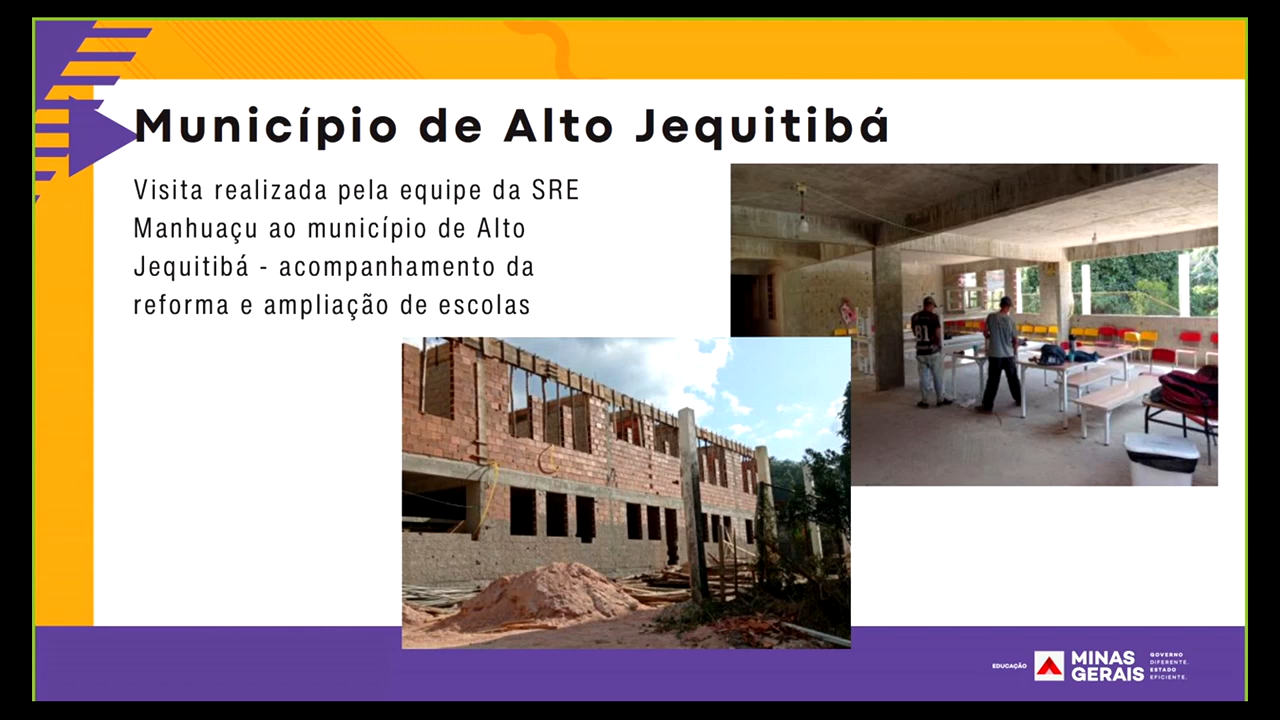 Município de Alto Jequitibá
Visita realizada pela equipe da SRE
Manhuaçu ao município de Alto
Jequitibá - acompanhamento da
reforma e ampliação de escolas
81
EDUCAÇÃO
MINAS
GERAIS
GOVERNO
DIFERENTE.
ESTADO
EFICIENTE.